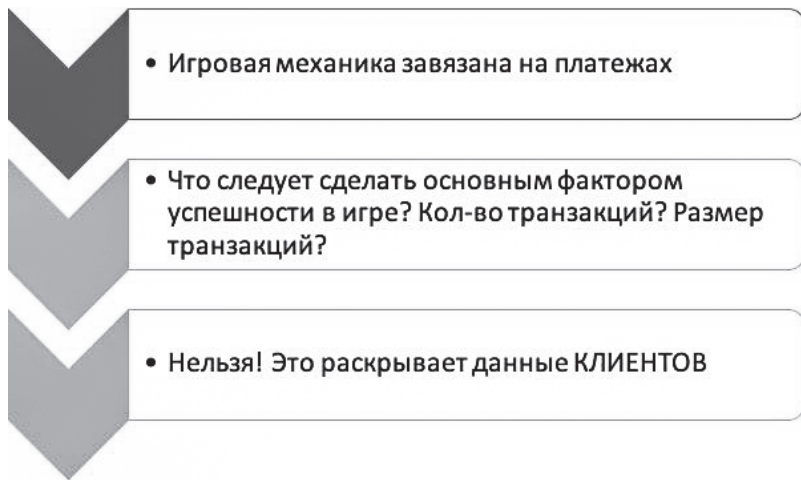 • Игровая механика завязана на платежах
• Что следует сделать основным фактором
успешности в игре? Кол-во транзакций? Размер
транзакций?
• Нельзя! Это раскрывает данные КЛИЕНТОВ